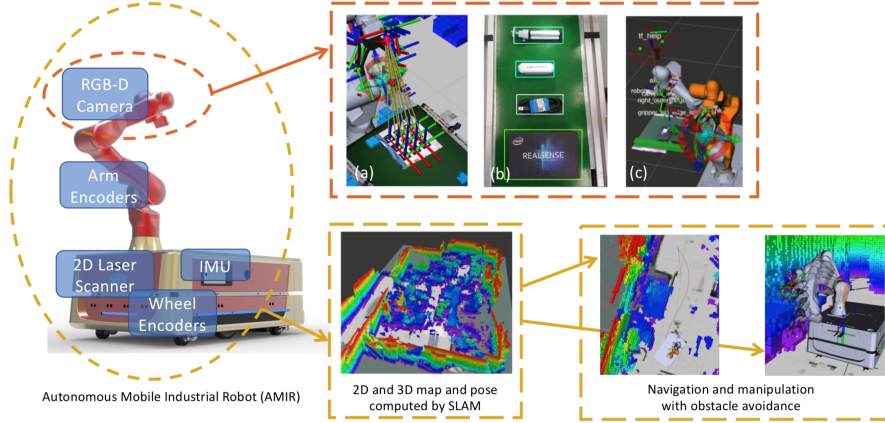 RGB-D
Camera
Arm
Encoders
2D Laser
Scanner
IMU
Wheel
Encoders
Autonomous Mobile Industrial Robot (AMIR)
(a)
(b)
intel
REALSENSE
(c)
tf_help
2D and 3D map and pose
computed by SLAM
Navigation and manipulation
with obstacle avoidance